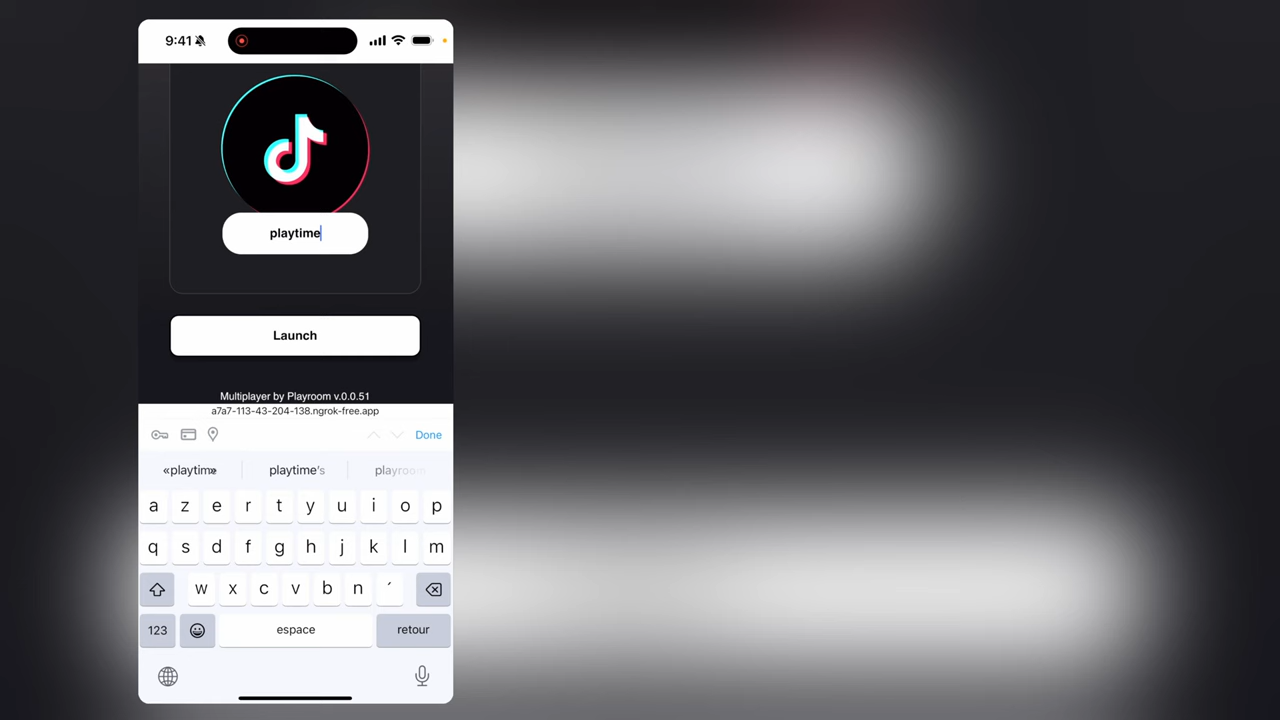 9:41
playtime
Launch
Multiplayer by Playroom v.0.0.51
a7a7-113-43-204-138.ngrok-free.app
Done
«playtime» playtime's playroom
a z e r t y u i o p
q s d f g h j k l m
w x c v b n ´
123 espace retour